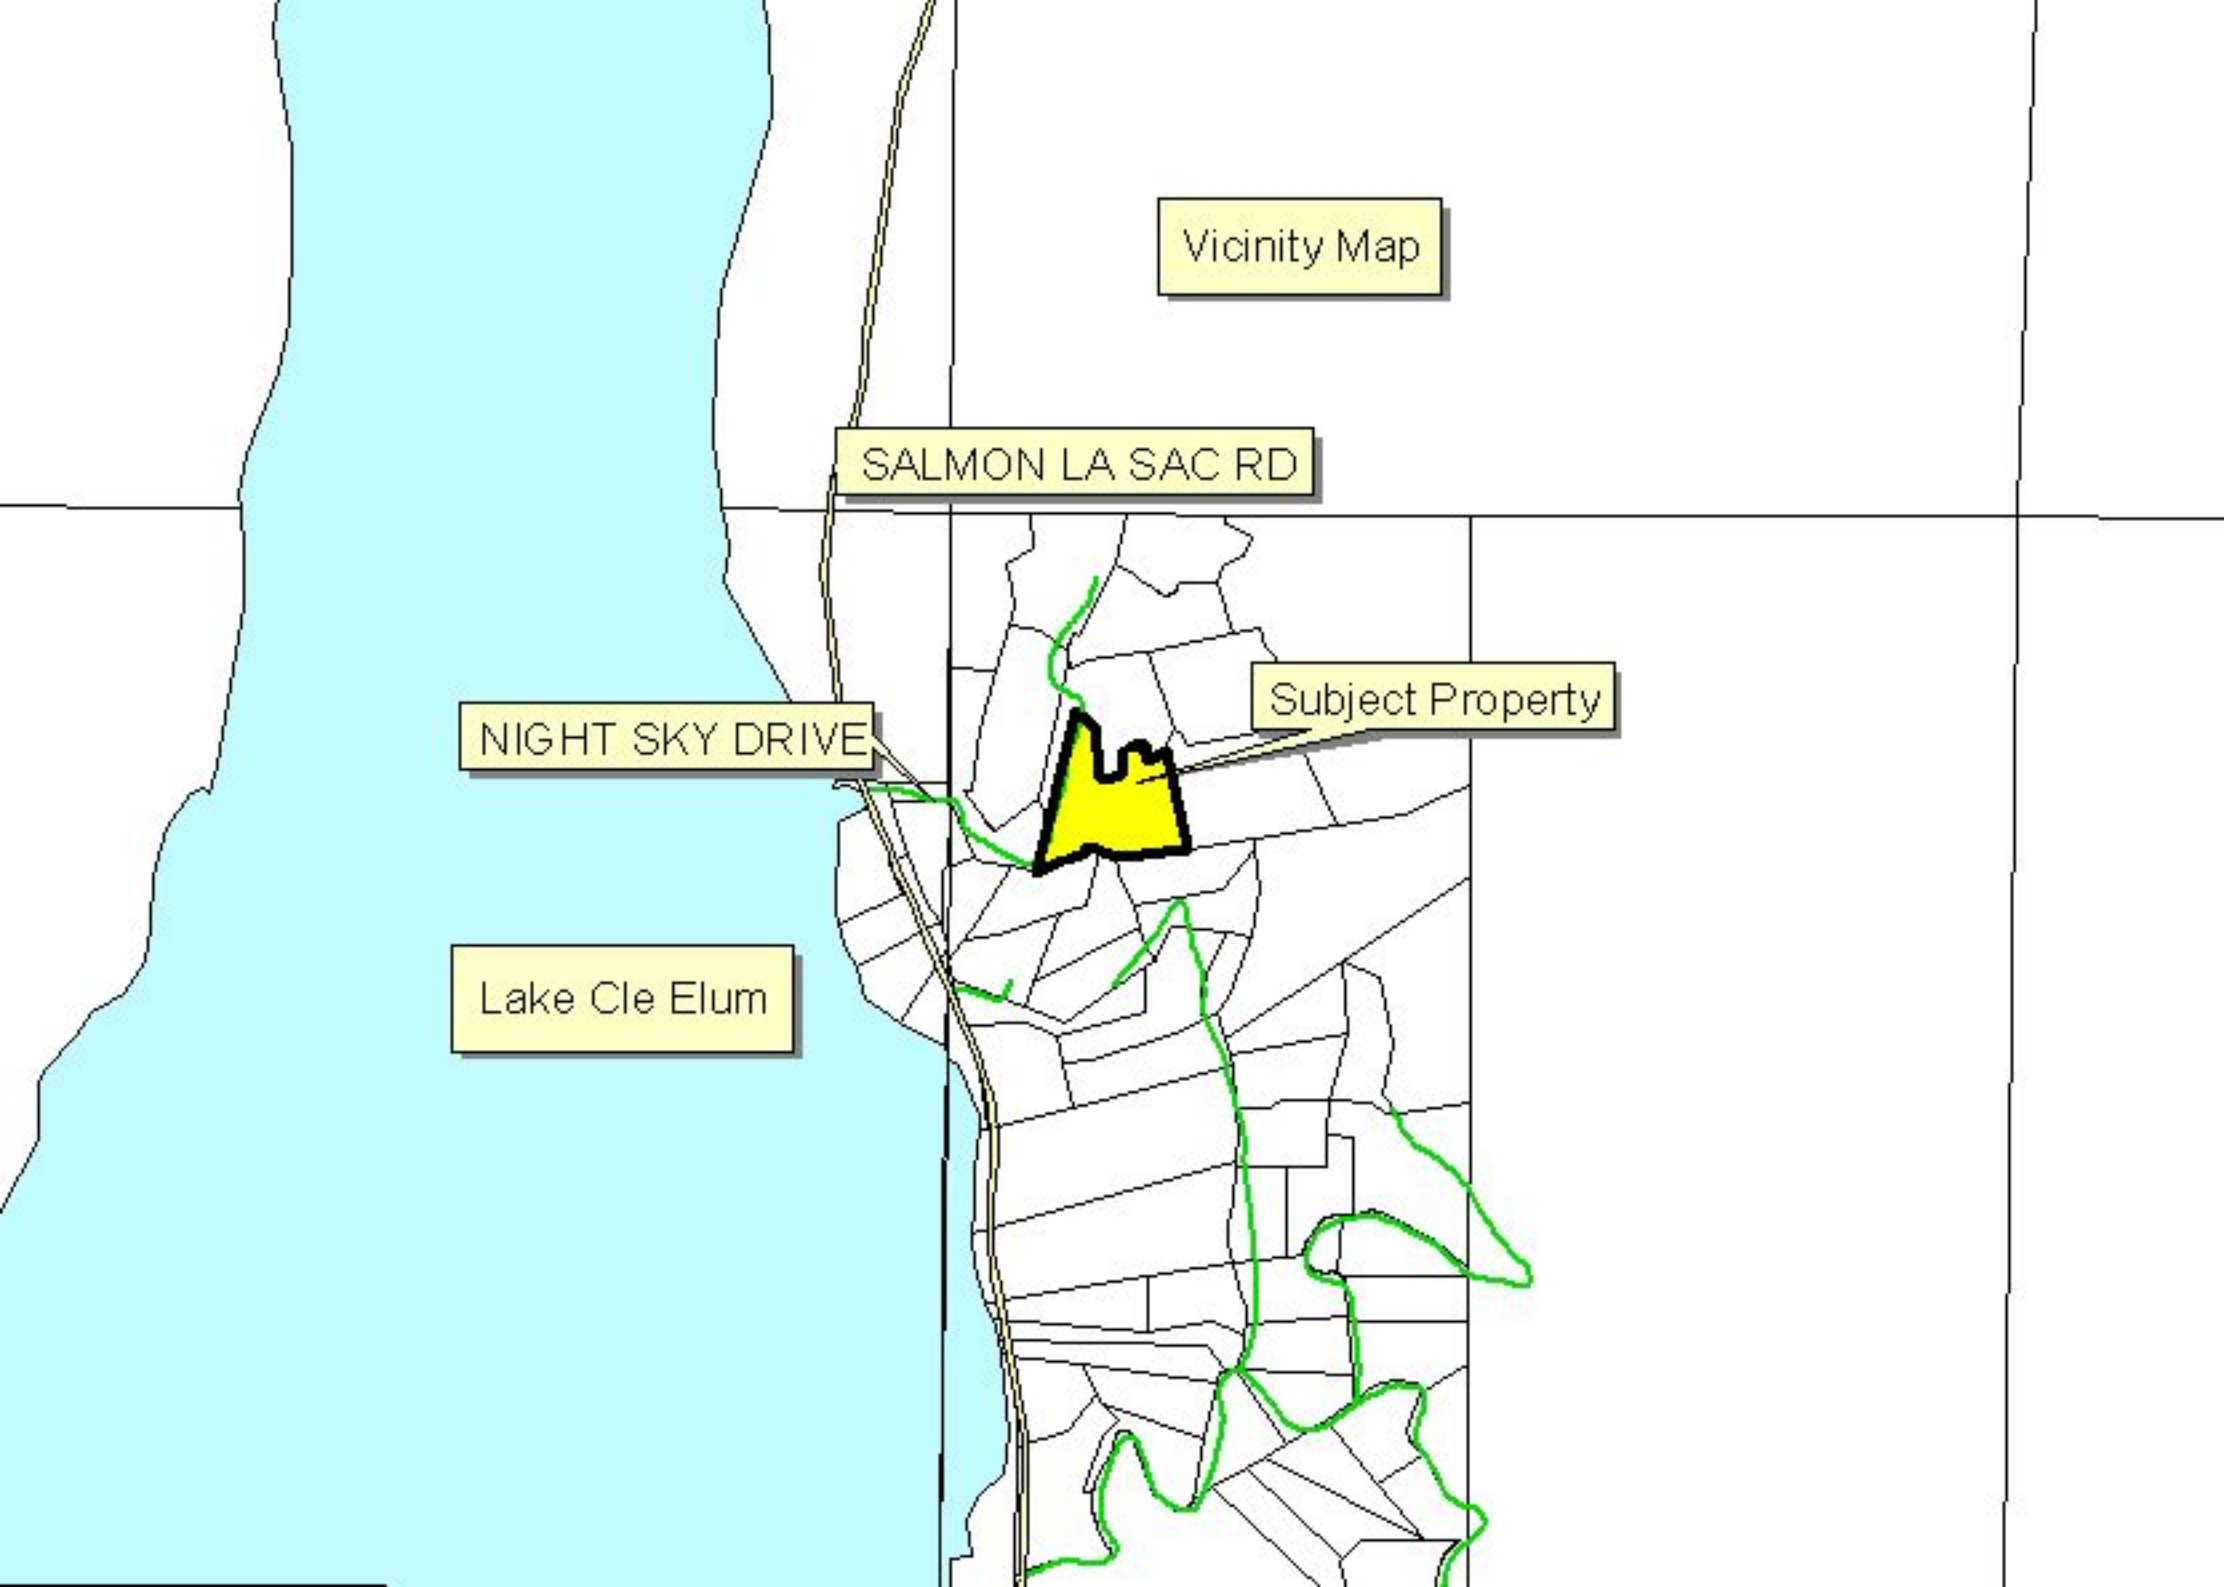 Vicinity Map
SALMON LA SAC RD
Subject Property
NIGHT SKY DRIVE
Lake Cle Elum